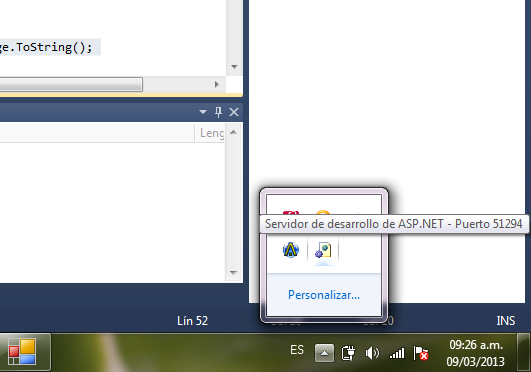 ge.ToString();
Leng
Servidor de desarrollo de ASP.NET - Puerto 51294
Personalizar...
Lín 52
INS
ES
09:26 a.m.
09/03/2013